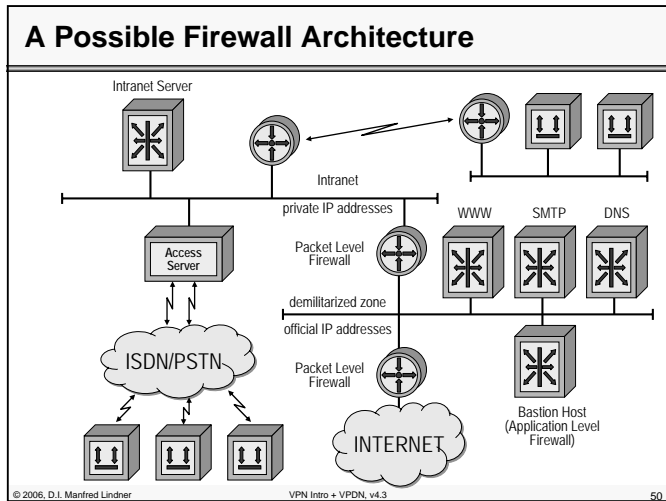 A Possible Firewall Architecture
Intranet Server
Intranet
private IP addresses
WWW
SMTP
DNS
Access
Server
Packet Level
Firewall
demilitarized zone
official IP addresses
ISDN/PSTN
Packet Level
Firewall
Bastion Host
(Application Level
Firewall)
INTERNET
© 2006, D.I. Manfred Lindner
VPN Intro + VPDN, v4.3
50